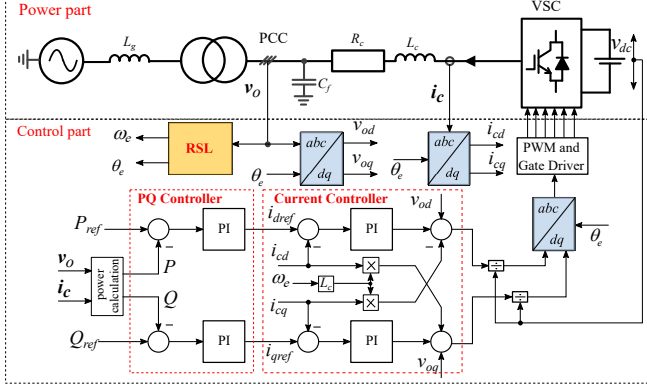 Power part
VSC
L_g
PCC
R_c
L_c
v_dc
C_f
v_o
i_c
Control part
ω_e
θ_e
RSL
abc
dq
v_od
v_oq
θ_e
abc
dq
i_cd
i_cq
θ_e
PWM and
Gate Driver
PQ Controller
Current Controller
abc
dq
θ_e
P_ref
PI
i_dref
PI
v_od
−
−
−
v_o
i_c
power
calculation
P
Q
i_cd
ω_e
L_c
i_cq
×
×
÷
÷
−
−
Q_ref
PI
i_qref
PI
v_oq